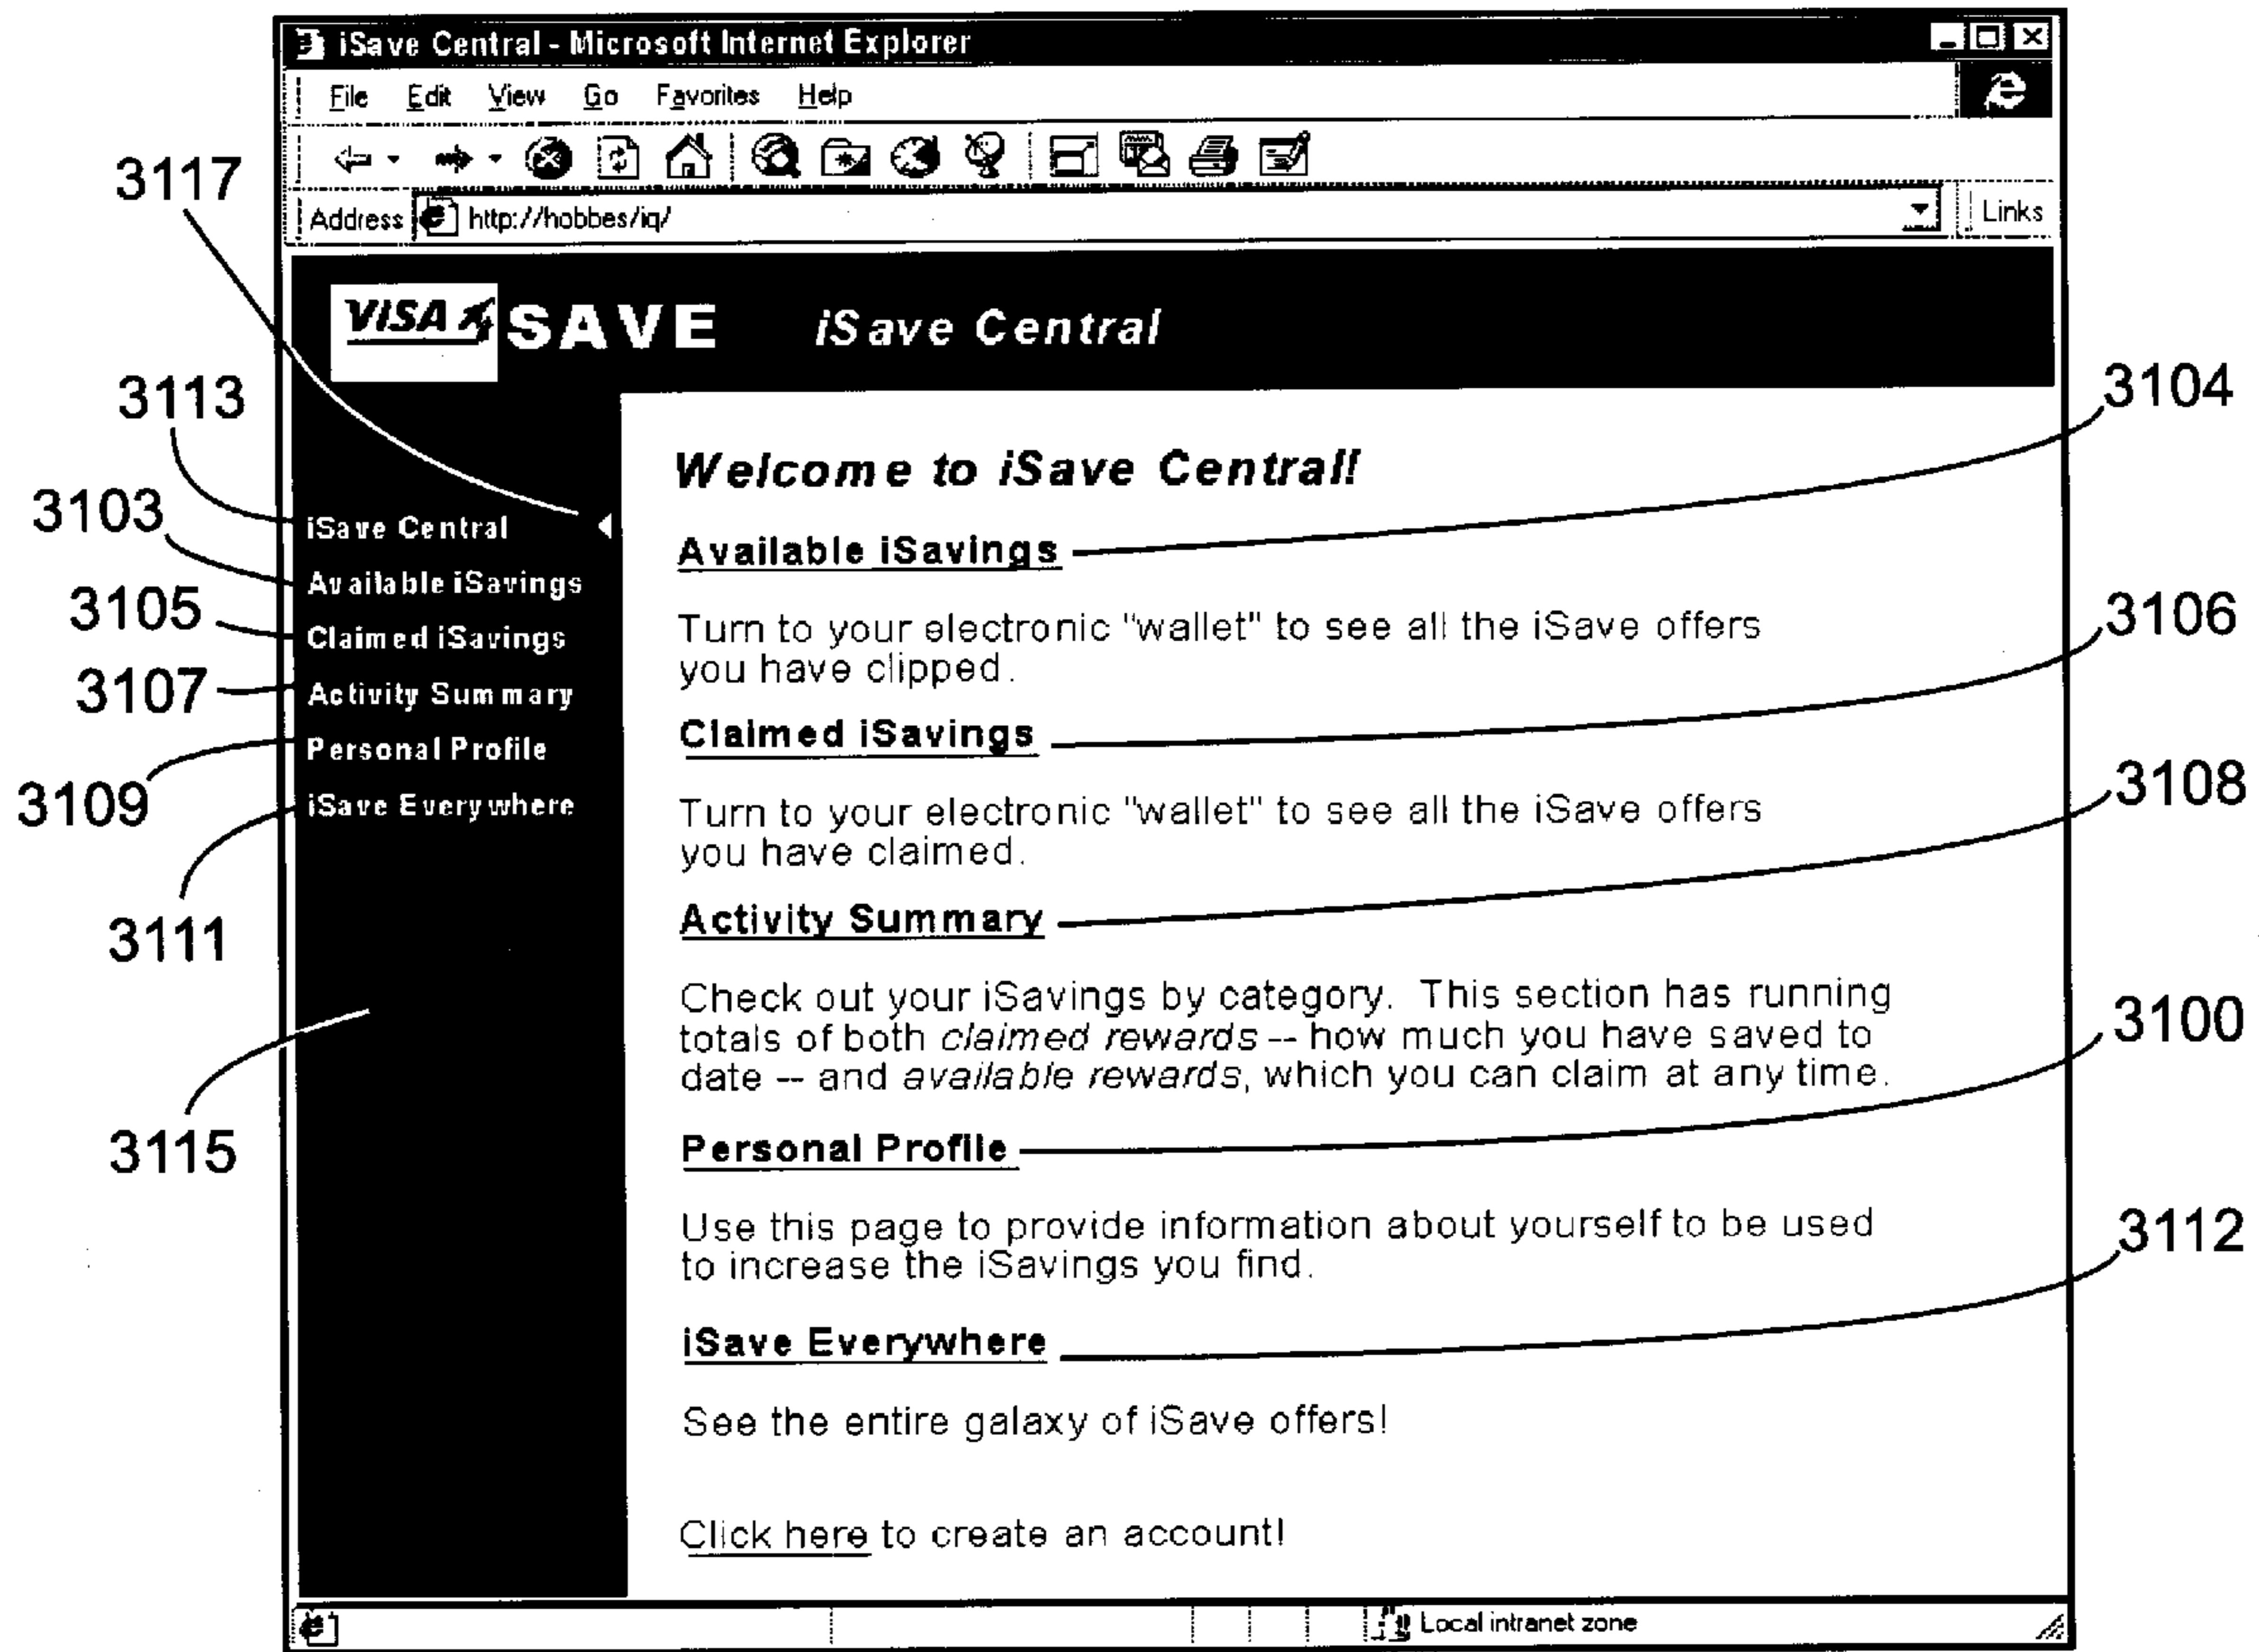 iSave Central - Microsoft Internet Explorer
File Edit View Go Favorites Help
Address http://hobbes/iq/ Links
VISA SAVE iSave Central
3117
3113
3103
3105
3107
3109
3111
3115
iSave Central
Available iSavings
Claimed iSavings
Activity Summary
Personal Profile
iSave Everywhere
Welcome to iSave Central!
Available iSavings
Turn to your electronic "wallet" to see all the iSave offers
you have clipped.
Claimed iSavings
Turn to your electronic "wallet" to see all the iSave offers
you have claimed.
Activity Summary
Check out your iSavings by category. This section has running
totals of both claimed rewards -- how much you have saved to
date -- and available rewards, which you can claim at any time.
Personal Profile
Use this page to provide information about yourself to be used
to increase the iSavings you find.
iSave Everywhere
See the entire galaxy of iSave offers!
Click here to create an account!
3104
3106
3108
3100
3112
Local intranet zone